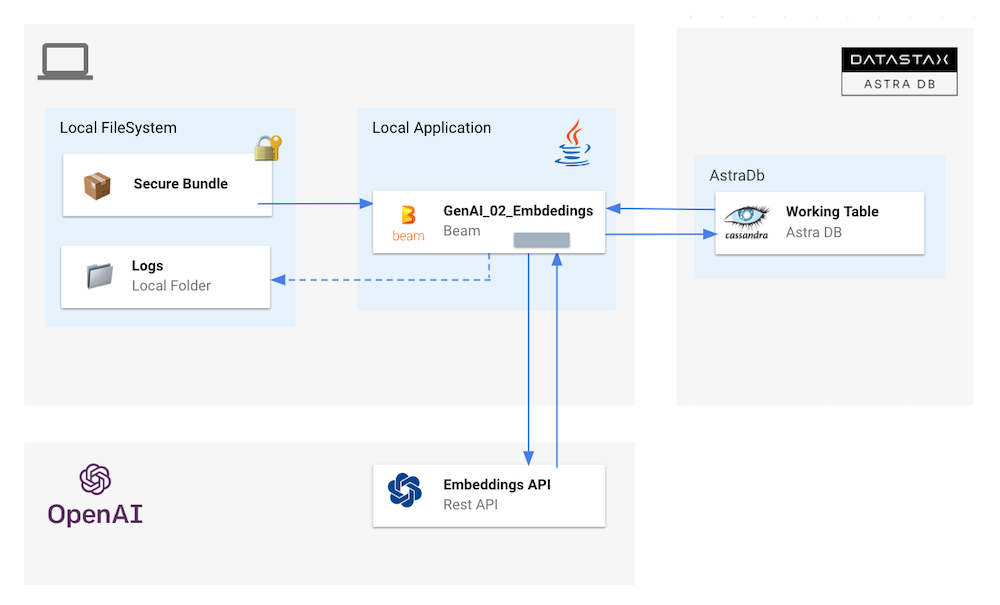 DATASTAX
ASTRA DB
Local FileSystem
Secure Bundle
Logs
Local Folder
Local Application
beam
GenAI_02_Embdedings
Beam
AstraDb
cassandra
Working Table
Astra DB
OpenAI
Embeddings API
Rest API